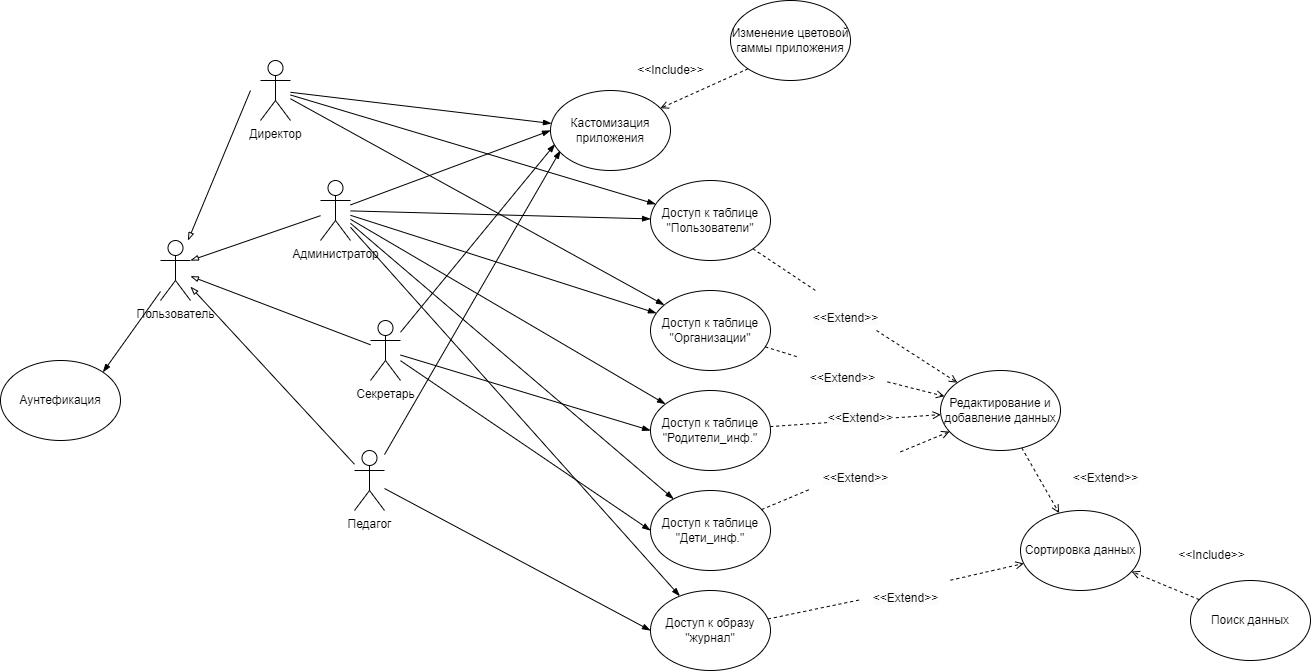 Изменение цветовой
гаммы приложения
<<Include>>
Директор
Кастомизация
приложения
Администратор
Доступ к таблице
"Пользователи"
Пользователь
<<Extend>>
Доступ к таблице
"Организации"
<<Extend>>
Секретарь
Аунтефикация
Редактирование и
добавление данных
<<Extend>>
Доступ к таблице
"Родители_инф."
<<Extend>>
<<Extend>>
Педагог
Доступ к таблице
"Дети_инф."
Сортировка данных
<<Include>>
<<Extend>>
Доступ к образу
"журнал"
Поиск данных